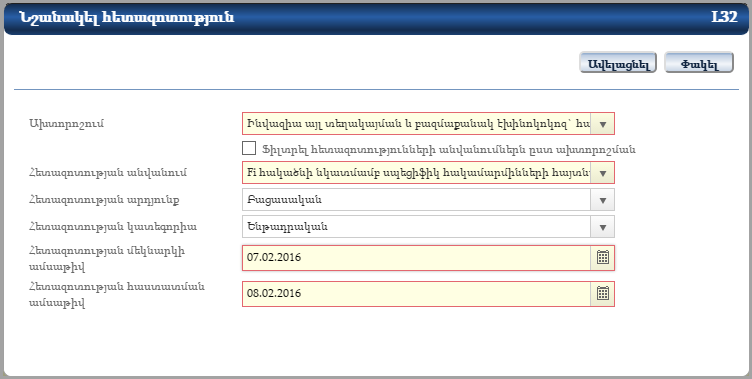 Նշանակել հետազոտություն L32
Ավելացնել Փակել
Ախտորոշում Ինվազիա այլ տեղակայման և բազմաքանակ էխինոկոկոզ` հա
Ֆիլտրել հետազոտությունների անվանումներն ըստ ախտորոշման
Հետազոտության անվանում Fi հակածնի նկատմամբ սպեցիֆիկ հակամարմինների հայտն
Հետազոտության արդյունք Բացասական
Հետազոտության կատեգորիա Ենթադրական
Հետազոտության մեկնարկի
ամսաթիվ 07.02.2016
Հետազոտության հաստատման
ամսաթիվ 08.02.2016